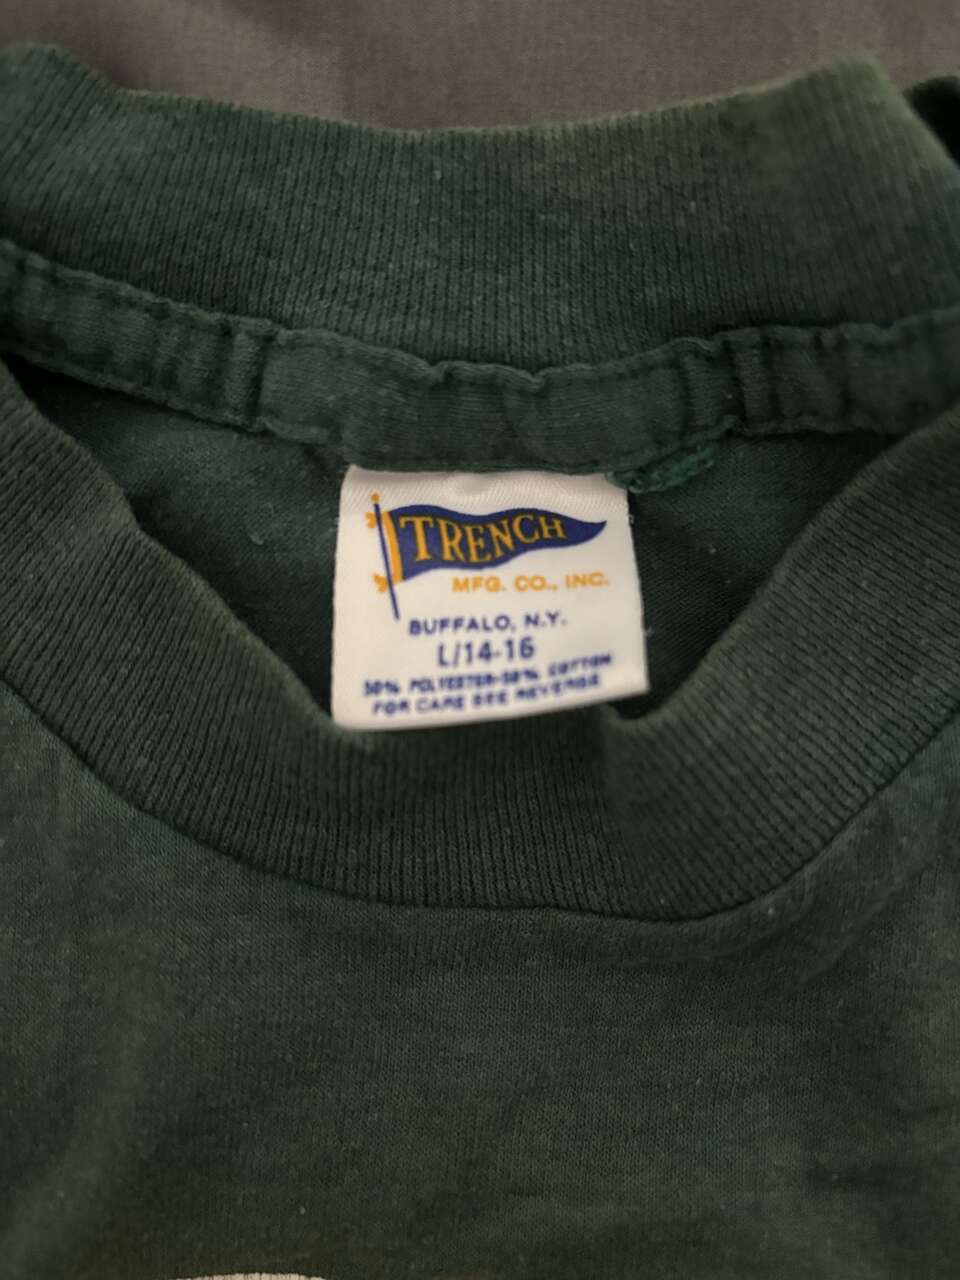 TRENCH
MFG. CO., INC.
BUFFALO, N.Y.
L/14-16
50% POLYESTER-50% COTTON
FOR CARE SEE REVERSE